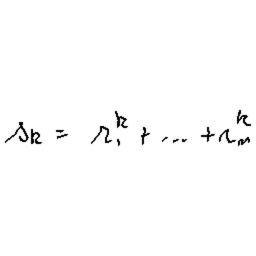 s_k = r_1^k + ... + r_n^k